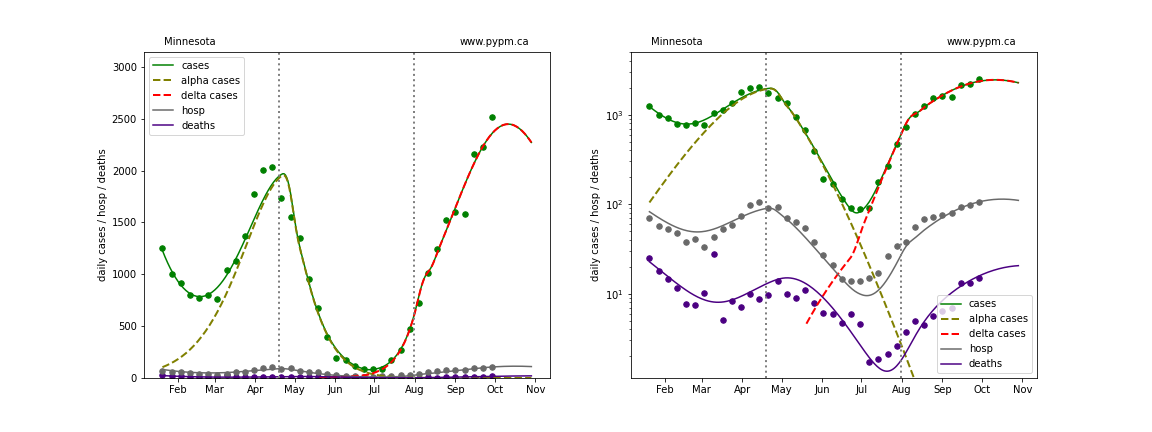 Minnesota
www.pypm.ca
daily cases / hosp / deaths
3000
2500
2000
1500
1000
500
0
cases
alpha cases
delta cases
hosp
deaths
Feb
Mar
Apr
May
Jun
Jul
Aug
Sep
Oct
Nov
Minnesota
www.pypm.ca
daily cases / hosp / deaths
10³
10²
10¹
cases
alpha cases
delta cases
hosp
deaths
Feb
Mar
Apr
May
Jun
Jul
Aug
Sep
Oct
Nov